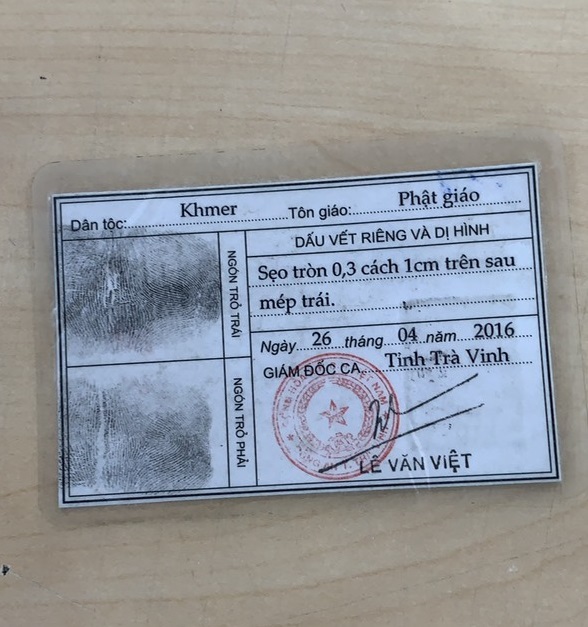 Dân tộc: Khmer Tôn giáo: Phật giáo
DẤU VẾT RIÊNG VÀ DỊ HÌNH
Sẹo tròn 0,3 cách 1cm trên sau
mép trái.
NGÓN TRỎ TRÁI
Ngày 26 tháng 04 năm 2016
GIÁM ĐỐC CA Tỉnh Trà Vinh
NGÓN TRỎ PHẢI
LÊ VĂN VIỆT